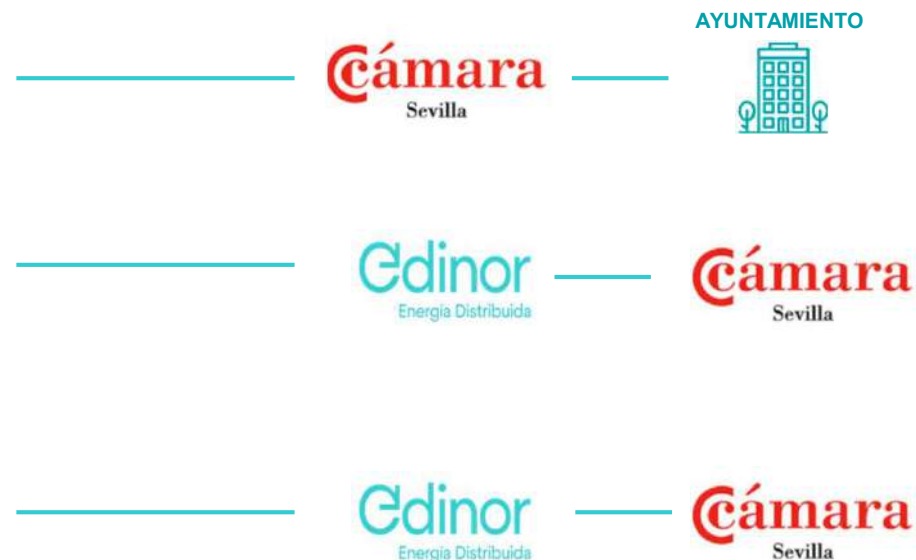 AYUNTAMIENTO
cámara
Sevilla
edinor
Energía Distribuida
cámara
Sevilla
edinor
Energía Distribuida
cámara
Sevilla